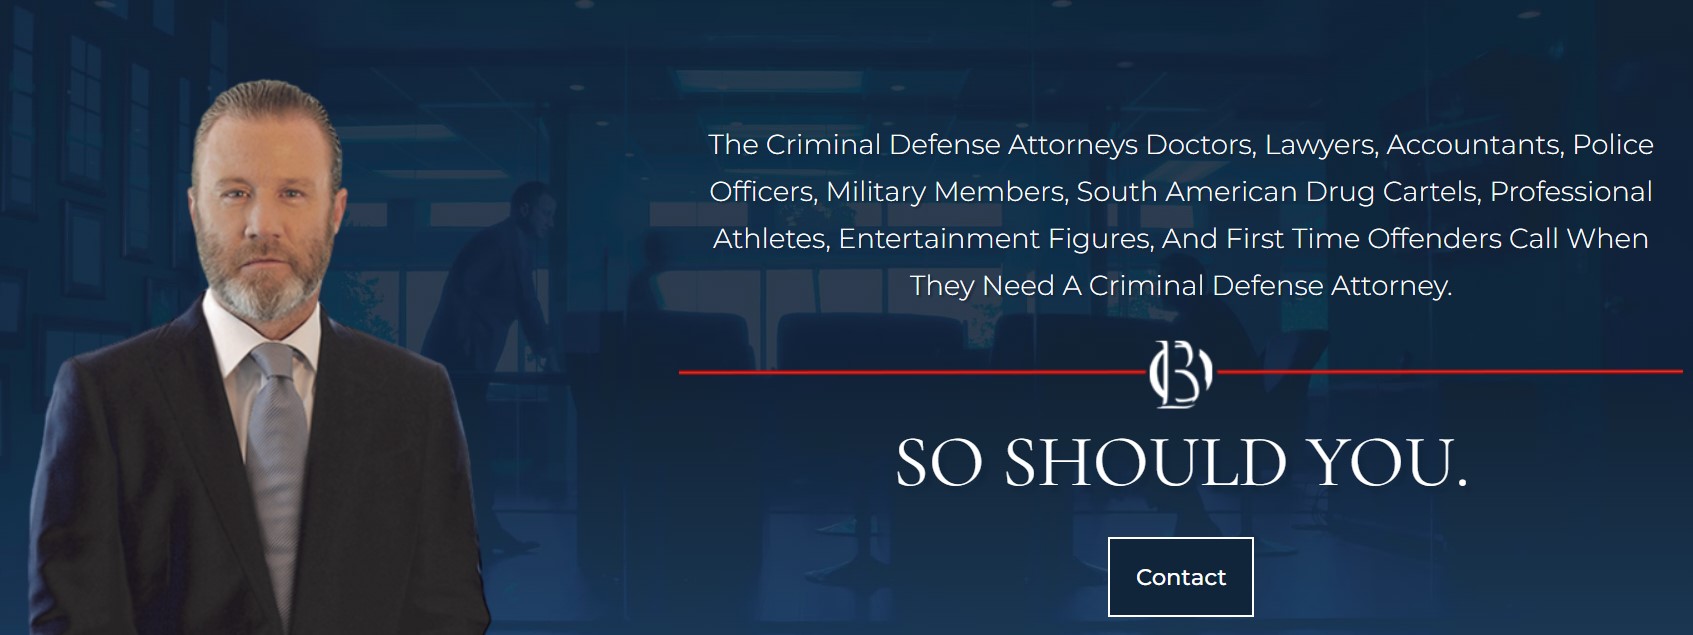 The Criminal Defense Attorneys Doctors, Lawyers, Accountants, Police
Officers, Military Members, South American Drug Cartels, Professional
Athletes, Entertainment Figures, And First Time Offenders Call When
They Need A Criminal Defense Attorney.
SO SHOULD YOU.
Contact